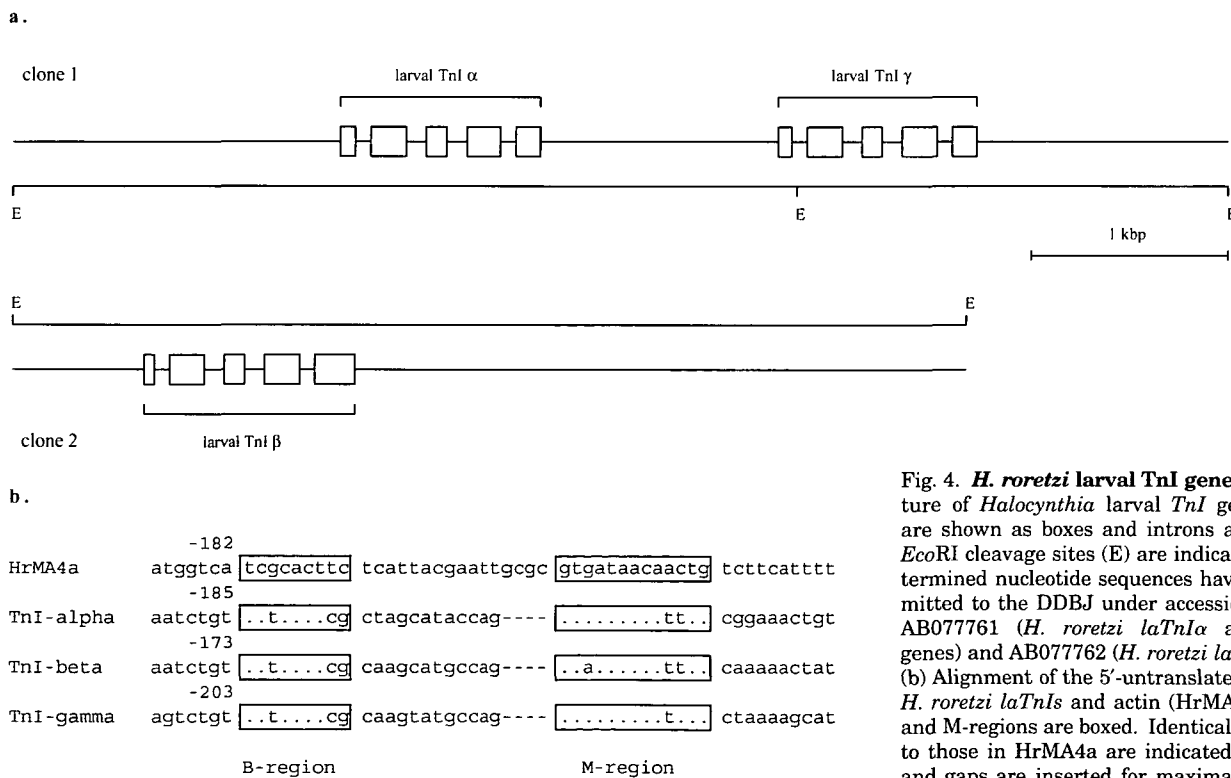 a.
clone 1
larval TnI α
larval TnI γ
E
E
E
1 kbp
E
E
clone 2
larval TnI β
b.
-182
HrMA4a atggtca tcgcacttc tcattacgaattgcgc gtgataacaactg tcttcatttt
-185
TnI-alpha aatctgt ..t....cg ctagcataccag---- .........tt.. cggaaactgt
-173
TnI-beta aatctgt ..t....cg caagcatgccag---- ..a......tt.. caaaaactat
-203
TnI-gamma agtctgt ..t....cg caagtatgccag---- .........t... ctaaaagcat
B-region M-region
Fig. 4. H. roretzi larval TnI gene
ture of Halocynthia larval TnI ge
are shown as boxes and introns a
EcoRI cleavage sites (E) are indica
termined nucleotide sequences hav
mitted to the DDBJ under accessi
AB077761 (H. roretzi laTnIα a
genes) and AB077762 (H. roretzi la
(b) Alignment of the 5′-untranslate
H. roretzi laTnIs and actin (HrMA
and M-regions are boxed. Identical
to those in HrMA4a are indicated
and gaps are inserted for maxima